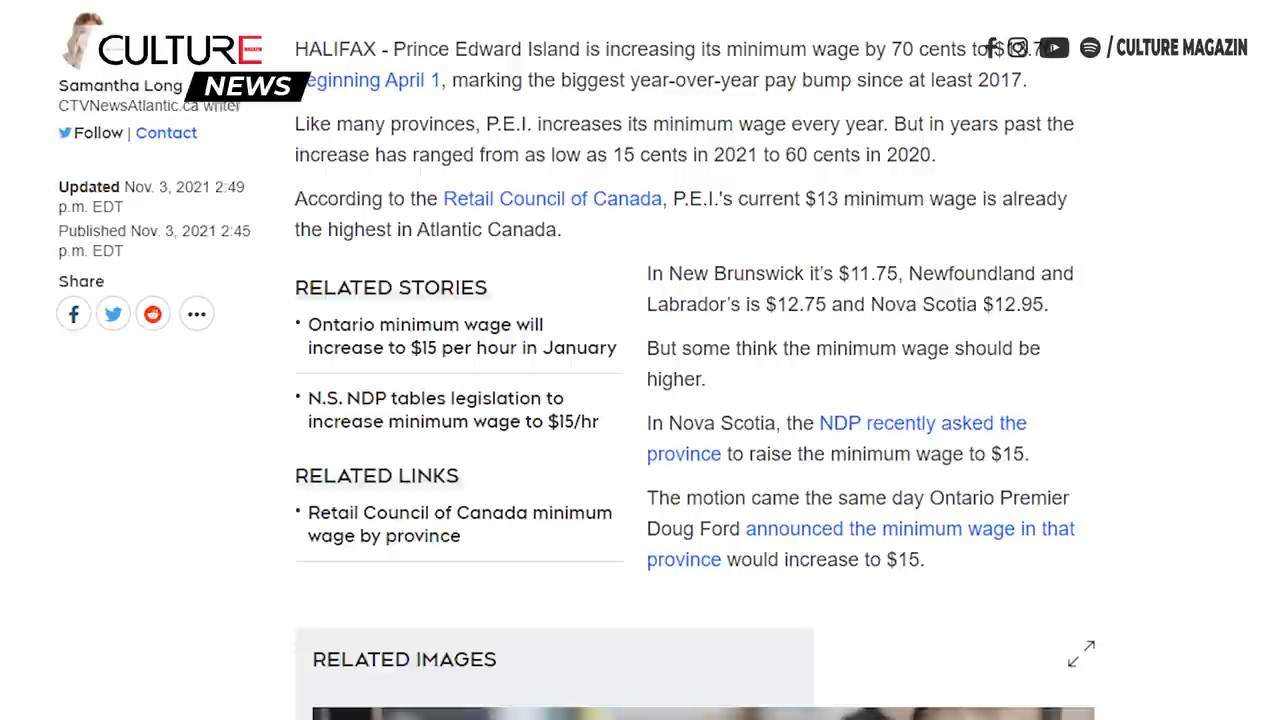 CULTURE
NEWS
/ CULTURE MAGAZIN
Samantha Long
CTVNewsAtlantic.ca writer
Follow | Contact
Updated Nov. 3, 2021 2:49
p.m. EDT
Published Nov. 3, 2021 2:45
p.m. EDT
Share
HALIFAX - Prince Edward Island is increasing its minimum wage by 70 cents to
beginning April 1, marking the biggest year-over-year pay bump since at least 2017.
Like many provinces, P.E.I. increases its minimum wage every year. But in years past the
increase has ranged from as low as 15 cents in 2021 to 60 cents in 2020.
According to the Retail Council of Canada, P.E.I.'s current $13 minimum wage is already
the highest in Atlantic Canada.
RELATED STORIES
• Ontario minimum wage will
increase to $15 per hour in January
• N.S. NDP tables legislation to
increase minimum wage to $15/hr
RELATED LINKS
• Retail Council of Canada minimum
wage by province
In New Brunswick it’s $11.75, Newfoundland and
Labrador’s is $12.75 and Nova Scotia $12.95.
But some think the minimum wage should be
higher.
In Nova Scotia, the NDP recently asked the
province to raise the minimum wage to $15.
The motion came the same day Ontario Premier
Doug Ford announced the minimum wage in that
province would increase to $15.
RELATED IMAGES